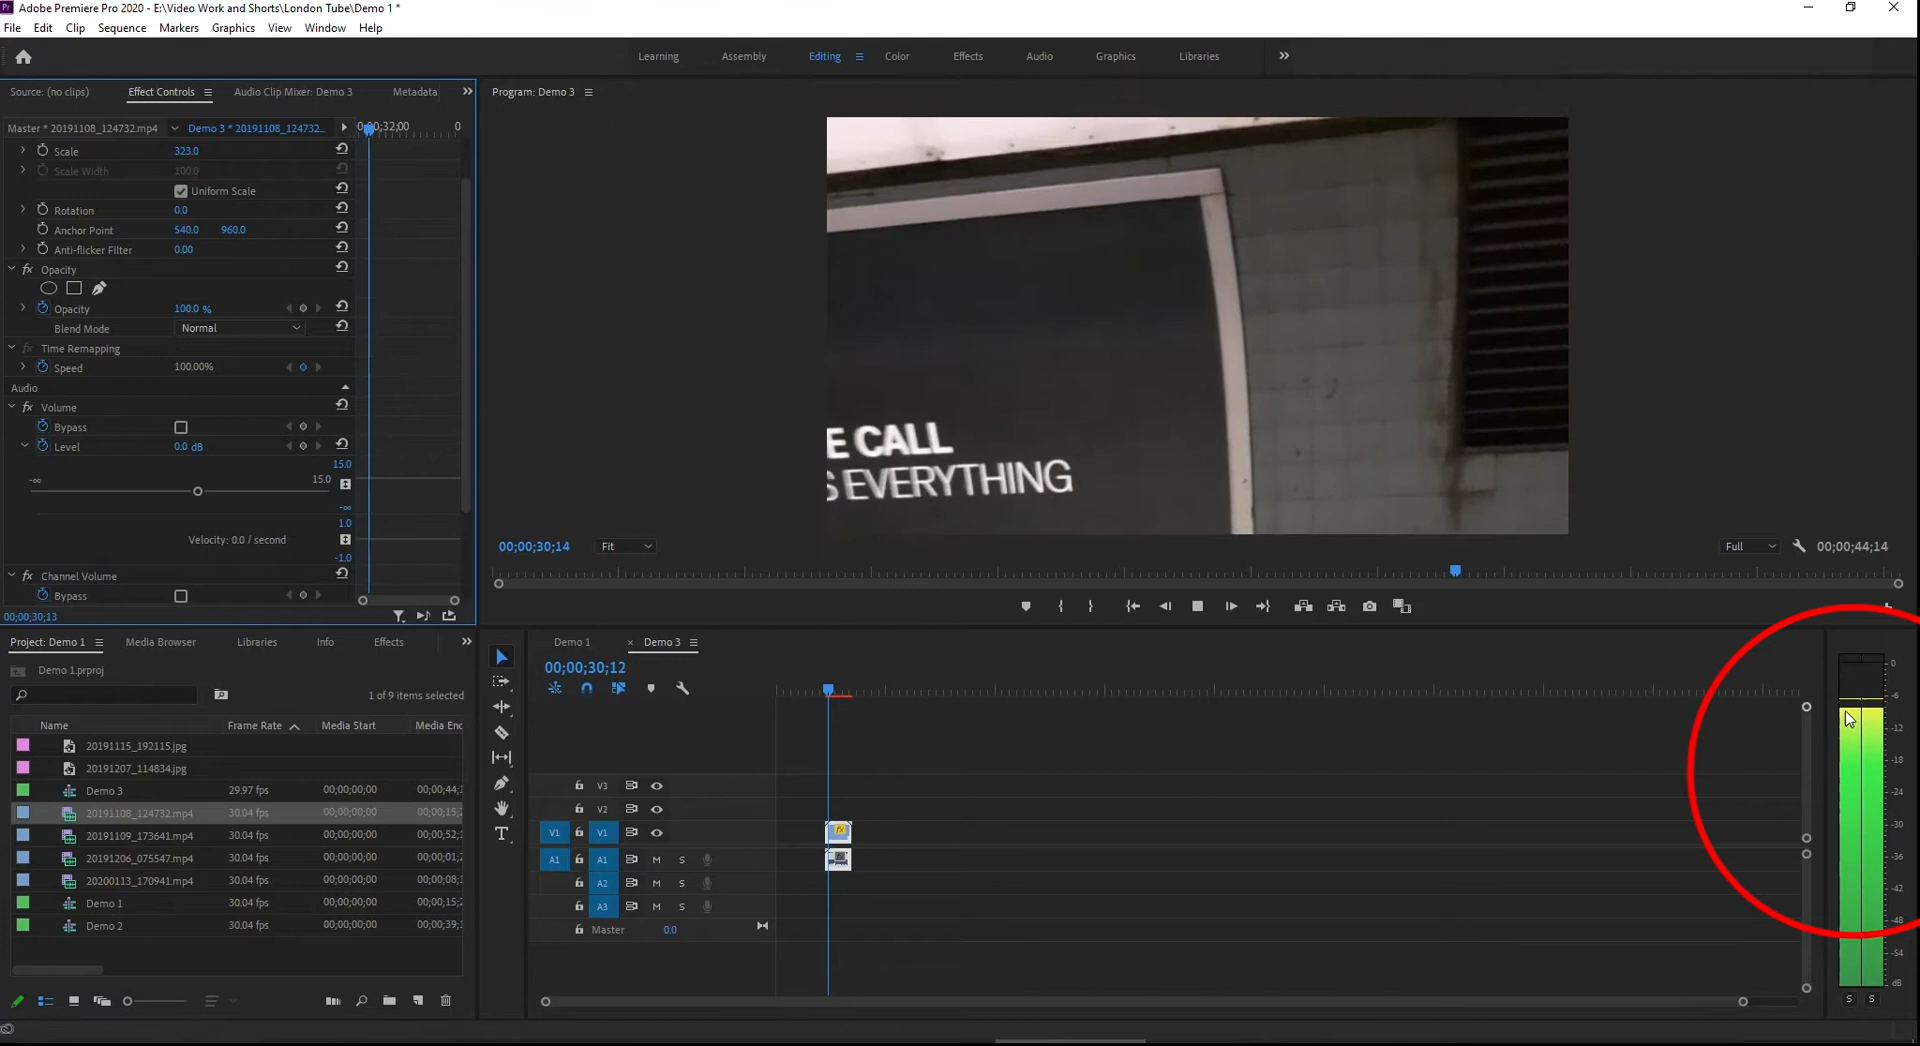 Adobe Premiere Pro 2020 - E:\Video Work and Shorts\London Tube\Demo 1 *
File Edit Clip Sequence Markers Graphics View Window Help
Learning Assembly Editing Color Effects Audio Graphics Libraries
Source: (no clips) Effect Controls Audio Clip Mixer: Demo 3 Metadata
Program: Demo 3
Master * 20191108_124732.mp4 Demo 3 * 20191108_124732...
Scale 323.0
Scale Width 100.0
Uniform Scale
Rotation 0.0
Anchor Point 540.0 960.0
Anti-flicker Filter 0.00
fx Opacity
Opacity 100.0 %
Blend Mode Normal
fx Time Remapping
Speed 100.00%
Audio
fx Volume
Bypass
Level 0.0 dB
15.0
-∞ 15.0
-∞
1.0
Velocity: 0.0 / second
-1.0
fx Channel Volume
Bypass
00;00;30;13
E CALL
S EVERYTHING
00;00;30;14 Fit Full 00;00;44;14
Project: Demo 1 Media Browser Libraries Info Effects
Demo 1.prproj
1 of 9 items selected
Name Frame Rate Media Start Media Enc
20191115_192115.jpg
20191207_114834.jpg
Demo 3 29.97 fps 00;00;00;00 00;00;44;
20191108_124732.mp4 30.04 fps 00;00;00;00 00;00;15;2
20191109_173641.mp4 30.04 fps 00;00;00;00 00;00;52;
20191206_075547.mp4 30.04 fps 00;00;00;00 00;00;01;2
20200113_170941.mp4 30.04 fps 00;00;00;00 00;00;08;1
Demo 1 30.04 fps 00;00;00;00 00;00;15;2
Demo 2 30.04 fps 00;00;00;00 00;00;39;1
Demo 1 × Demo 3
00;00;30;12
V3
V2
V1 V1
A1 A1 M S
A2 M S
A3 M S
Master 0.0
0
-6
-12
-18
-24
-30
-36
-42
-48
-54
dB
S S